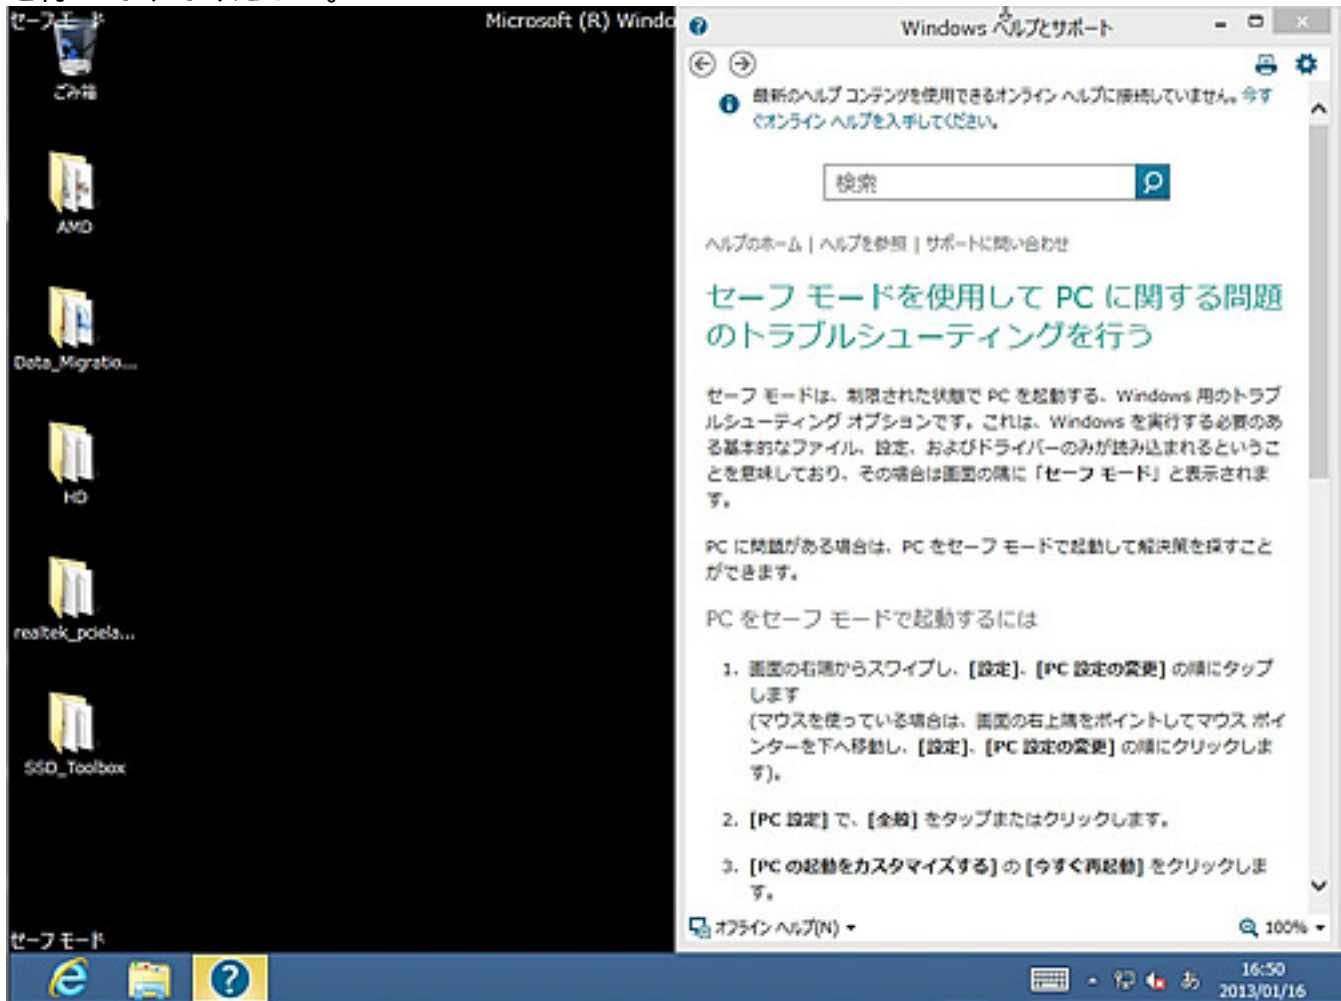 セーフモード
Microsoft (R) Windo
ごみ箱
AMD
Data_Migratio...
HD
realtek_pciela...
SSD_Toolbox
セーフ モード
Windows ヘルプとサポート
最新のヘルプ コンテンツを使用できるオンライン ヘルプに接続していません。今す
ぐオンライン ヘルプを入手してください。
検索
ヘルプのホーム | ヘルプを参照 | サポートに問い合わせ
セーフ モードを使用して PC に関する問題
のトラブルシューティングを行う
セーフ モードは、制限された状態で PC を起動する、Windows 用のトラブ
ルシューティング オプションです。これは、Windows を実行する必要のあ
る基本的なファイル、設定、およびドライバーのみが読み込まれるというこ
とを意味しており、その場合は画面の隅に「セーフ モード」と表示されま
す。
PC に問題がある場合は、PC をセーフ モードで起動して解決策を探すこと
ができます。
PC をセーフ モードで起動するには
1. 画面の右端からスワイプし、[設定]、[PC 設定の変更] の順にタップ
します
(マウスを使っている場合は、画面の右上隅をポイントしてマウス ポイ
ンターを下へ移動し、[設定]、[PC 設定の変更] の順にクリックしま
す)。
2. [PC 設定] で、[全般] をタップまたはクリックします。
3. [PC の起動をカスタマイズする] の [今すぐ再起動] をクリックしま
す。
オフライン ヘルプ(N)
100%
あ
16:50
2013/01/16